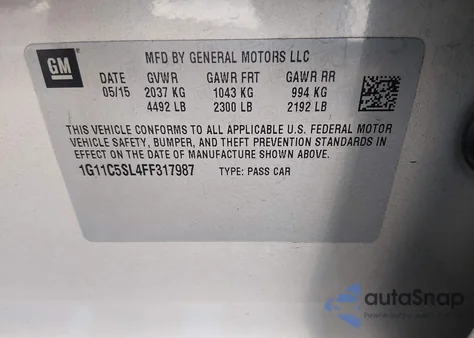 GM
MFD BY GENERAL MOTORS LLC
DATE GVWR GAWR FRT GAWR RR
05/15 2037 KG 1043 KG 994 KG
4492 LB 2300 LB 2192 LB
THIS VEHICLE CONFORMS TO ALL APPLICABLE U.S. FEDERAL MOTOR
VEHICLE SAFETY, BUMPER, AND THEFT PREVENTION STANDARDS IN
EFFECT ON THE DATE OF MANUFACTURE SHOWN ABOVE.
1G11C5SL4FF317987 TYPE: PASS CAR
autoSnap